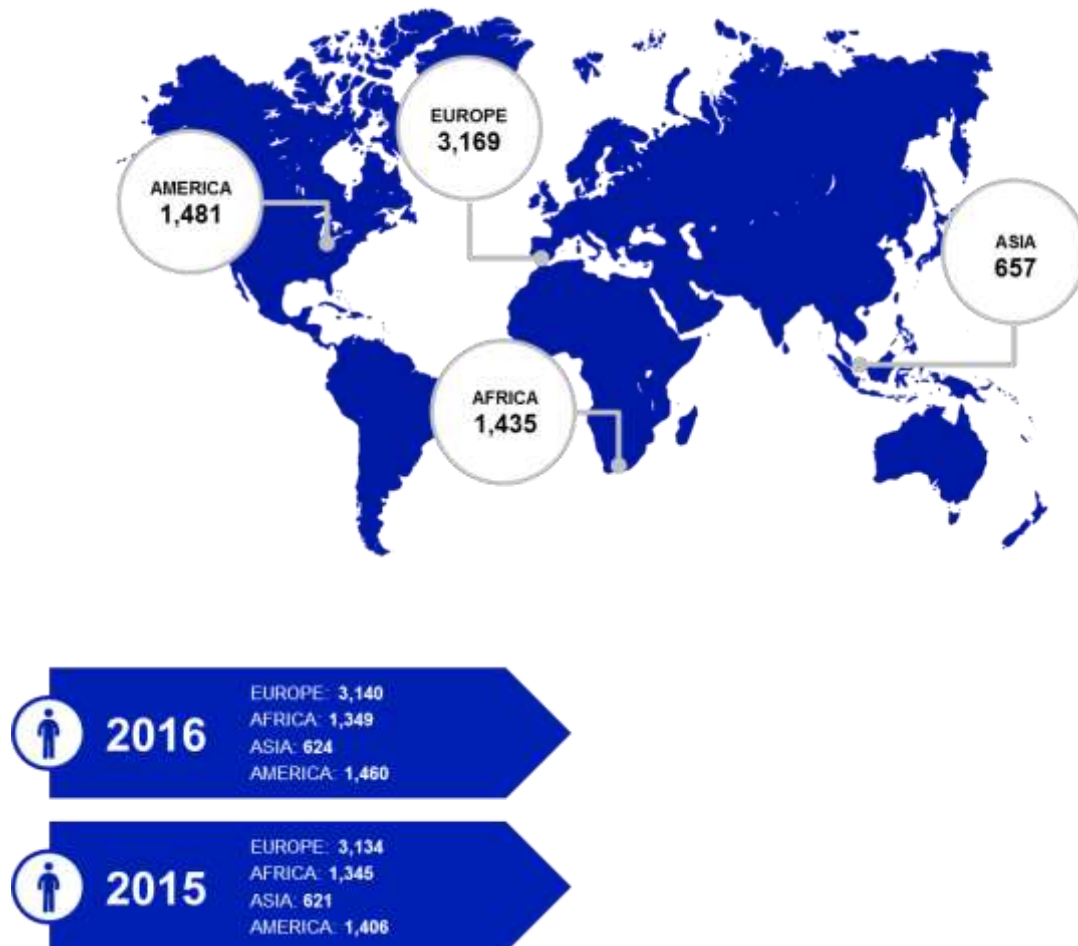 EUROPE
3,169
AMERICA
1,481
ASIA
657
AFRICA
1,435
2016
EUROPE: 3,140
AFRICA: 1,349
ASIA: 624
AMERICA: 1,460
2015
EUROPE: 3,134
AFRICA: 1,345
ASIA: 621
AMERICA: 1,406